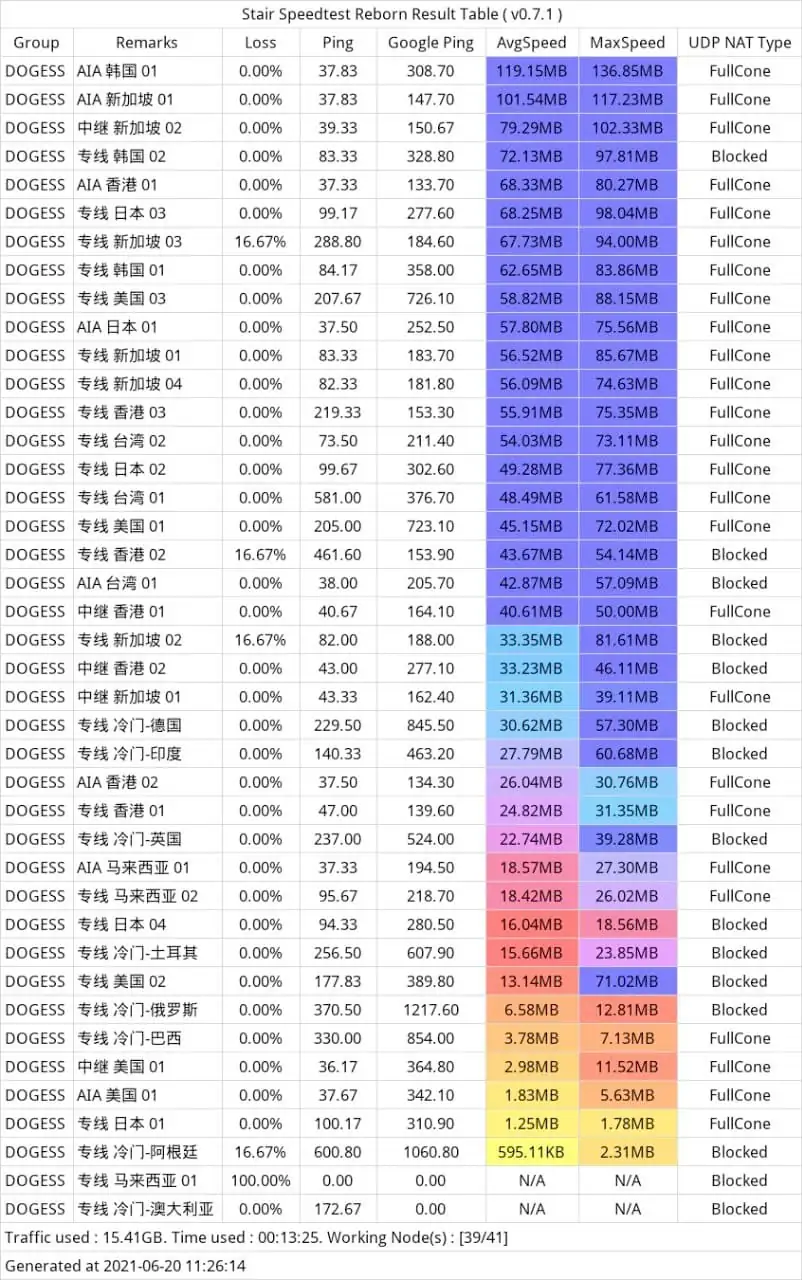 Stair Speedtest Reborn Result Table ( v0.7.1 )
Group Remarks Loss Ping Google Ping AvgSpeed MaxSpeed UDP NAT Type
DOGESS AIA 韩国 01 0.00% 37.83 308.70 119.15MB 136.85MB FullCone
DOGESS AIA 新加坡 01 0.00% 37.83 147.70 101.54MB 117.23MB FullCone
DOGESS 中继 新加坡 02 0.00% 39.33 150.67 79.29MB 102.33MB FullCone
DOGESS 专线 韩国 02 0.00% 83.33 328.80 72.13MB 97.81MB Blocked
DOGESS AIA 香港 01 0.00% 37.33 133.70 68.33MB 80.27MB FullCone
DOGESS 专线 日本 03 0.00% 99.17 277.60 68.25MB 98.04MB FullCone
DOGESS 专线 新加坡 03 16.67% 288.80 184.60 67.73MB 94.00MB FullCone
DOGESS 专线 韩国 01 0.00% 84.17 358.00 62.65MB 83.86MB FullCone
DOGESS 专线 美国 03 0.00% 207.67 726.10 58.82MB 88.15MB FullCone
DOGESS AIA 日本 01 0.00% 37.50 252.50 57.80MB 75.56MB FullCone
DOGESS 专线 新加坡 01 0.00% 83.33 183.70 56.52MB 85.67MB FullCone
DOGESS 专线 新加坡 04 0.00% 82.33 181.80 56.09MB 74.63MB FullCone
DOGESS 专线 香港 03 0.00% 219.33 153.30 55.91MB 75.35MB FullCone
DOGESS 专线 台湾 02 0.00% 73.50 211.40 54.03MB 73.11MB FullCone
DOGESS 专线 日本 02 0.00% 99.67 302.60 49.28MB 77.36MB FullCone
DOGESS 专线 台湾 01 0.00% 581.00 376.70 48.49MB 61.58MB FullCone
DOGESS 专线 美国 01 0.00% 205.00 723.10 45.15MB 72.02MB FullCone
DOGESS 专线 香港 02 16.67% 461.60 153.90 43.67MB 54.14MB Blocked
DOGESS AIA 台湾 01 0.00% 38.00 205.70 42.87MB 57.09MB Blocked
DOGESS 中继 香港 01 0.00% 40.67 164.10 40.61MB 50.00MB FullCone
DOGESS 专线 新加坡 02 16.67% 82.00 188.00 33.35MB 81.61MB Blocked
DOGESS 中继 香港 02 0.00% 43.00 277.10 33.23MB 46.11MB Blocked
DOGESS 中继 新加坡 01 0.00% 43.33 162.40 31.36MB 39.11MB FullCone
DOGESS 专线 冷门-德国 0.00% 229.50 845.50 30.62MB 57.30MB Blocked
DOGESS 专线 冷门-印度 0.00% 140.33 463.20 27.79MB 60.68MB Blocked
DOGESS AIA 香港 02 0.00% 37.50 134.30 26.04MB 30.76MB FullCone
DOGESS 专线 香港 01 0.00% 47.00 139.60 24.82MB 31.35MB FullCone
DOGESS 专线 冷门-英国 0.00% 237.00 524.00 22.74MB 39.28MB Blocked
DOGESS AIA 马来西亚 01 0.00% 37.33 194.50 18.57MB 27.30MB FullCone
DOGESS 专线 马来西亚 02 0.00% 95.67 218.70 18.42MB 26.02MB FullCone
DOGESS 专线 日本 04 0.00% 94.33 280.50 16.04MB 18.56MB Blocked
DOGESS 专线 冷门-土耳其 0.00% 256.50 607.90 15.66MB 23.85MB Blocked
DOGESS 专线 美国 02 0.00% 177.83 389.80 13.14MB 71.02MB Blocked
DOGESS 专线 冷门-俄罗斯 0.00% 370.50 1217.60 6.58MB 12.81MB Blocked
DOGESS 专线 冷门-巴西 0.00% 330.00 854.00 3.78MB 7.13MB FullCone
DOGESS 中继 美国 01 0.00% 36.17 364.80 2.98MB 11.52MB FullCone
DOGESS AIA 美国 01 0.00% 37.67 342.10 1.83MB 5.63MB FullCone
DOGESS 专线 日本 01 0.00% 100.17 310.90 1.25MB 1.78MB FullCone
DOGESS 专线 冷门-阿根廷 16.67% 600.80 1060.80 595.11KB 2.31MB Blocked
DOGESS 专线 马来西亚 01 100.00% 0.00 0.00 N/A N/A Blocked
DOGESS 专线 冷门-澳大利亚 0.00% 172.67 0.00 N/A N/A Blocked
Traffic used : 15.41GB. Time used : 00:13:25. Working Node(s) : [39/41]
Generated at 2021-06-20 11:26:14